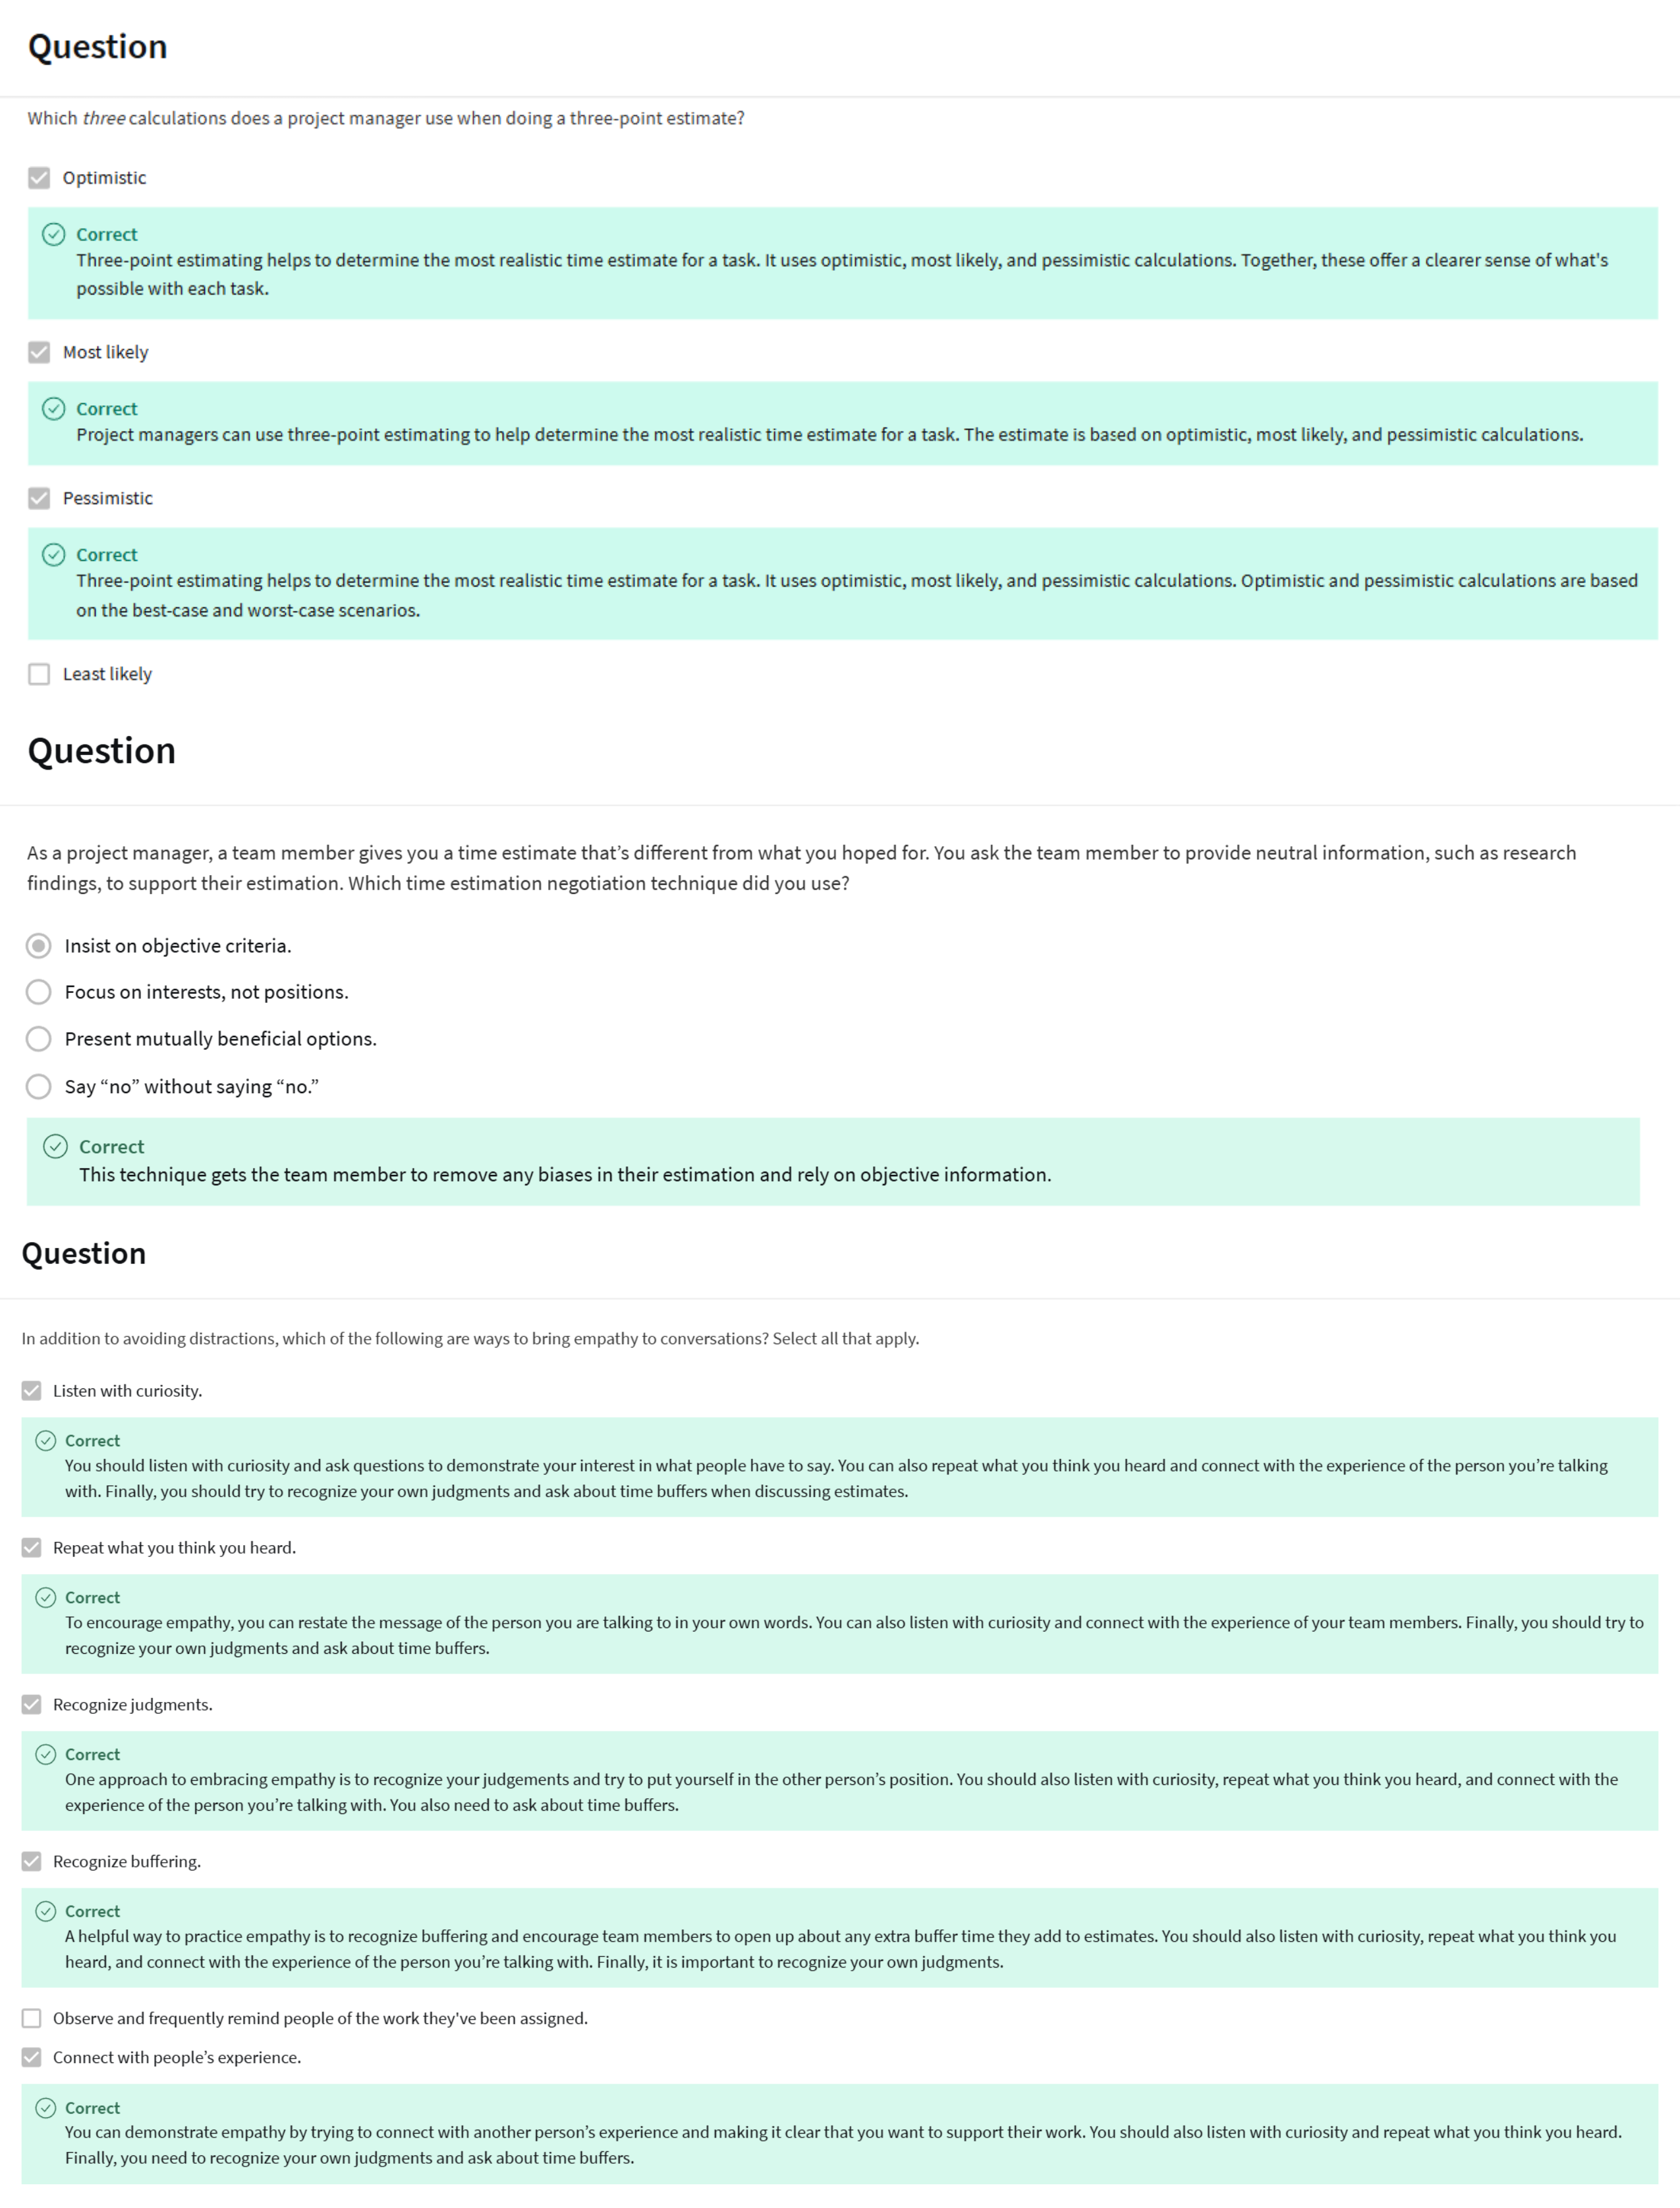 Question
Which three calculations does a project manager use when doing a three-point estimate?
Optimistic
Correct
Three-point estimating helps to determine the most realistic time estimate for a task. It uses optimistic, most likely, and pessimistic calculations. Together, these offer a clearer sense of what's
possible with each task.
Most likely
Correct
Project managers can use three-point estimating to help determine the most realistic time estimate for a task. The estimate is based on optimistic, most likely, and pessimistic calculations.
Pessimistic
Correct
Three-point estimating helps to determine the most realistic time estimate for a task. It uses optimistic, most likely, and pessimistic calculations. Optimistic and pessimistic calculations are based
on the best-case and worst-case scenarios.
Least likely
Question
As a project manager, a team member gives you a time estimate that’s different from what you hoped for. You ask the team member to provide neutral information, such as research
findings, to support their estimation. Which time estimation negotiation technique did you use?
Insist on objective criteria.
Focus on interests, not positions.
Present mutually beneficial options.
Say “no” without saying “no.”
Correct
This technique gets the team member to remove any biases in their estimation and rely on objective information.
Question
In addition to avoiding distractions, which of the following are ways to bring empathy to conversations? Select all that apply.
Listen with curiosity.
Correct
You should listen with curiosity and ask questions to demonstrate your interest in what people have to say. You can also repeat what you think you heard and connect with the experience of the person you’re talking
with. Finally, you should try to recognize your own judgments and ask about time buffers when discussing estimates.
Repeat what you think you heard.
Correct
To encourage empathy, you can restate the message of the person you are talking to in your own words. You can also listen with curiosity and connect with the experience of your team members. Finally, you should try to
recognize your own judgments and ask about time buffers.
Recognize judgments.
Correct
One approach to embracing empathy is to recognize your judgements and try to put yourself in the other person’s position. You should also listen with curiosity, repeat what you think you heard, and connect with the
experience of the person you’re talking with. You also need to ask about time buffers.
Recognize buffering.
Correct
A helpful way to practice empathy is to recognize buffering and encourage team members to open up about any extra buffer time they add to estimates. You should also listen with curiosity, repeat what you think you
heard, and connect with the experience of the person you’re talking with. Finally, it is important to recognize your own judgments.
Observe and frequently remind people of the work they've been assigned.
Connect with people’s experience.
Correct
You can demonstrate empathy by trying to connect with another person’s experience and making it clear that you want to support their work. You should also listen with curiosity and repeat what you think you heard.
Finally, you need to recognize your own judgments and ask about time buffers.